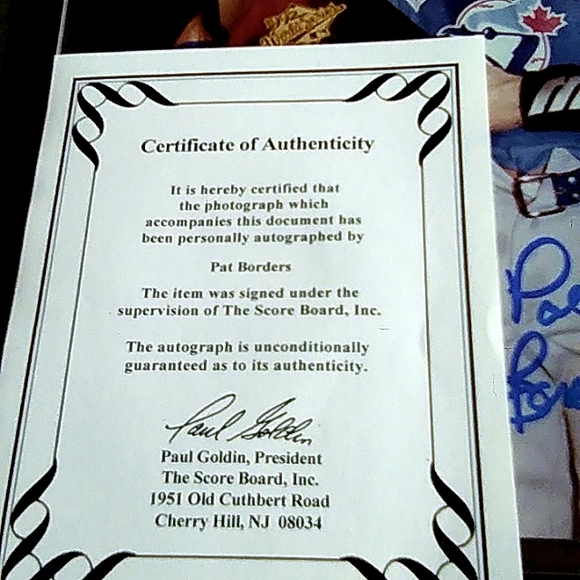 Certificate of Authenticity
It is hereby certified that
the photograph which
accompanies this document has
been personally autographed by
Pat Borders
The item was signed under the
supervision of The Score Board, Inc.
The autograph is unconditionally
guaranteed as to its authenticity.
Paul Goldin
Paul Goldin, President
The Score Board, Inc.
1951 Old Cuthbert Road
Cherry Hill, NJ 08034